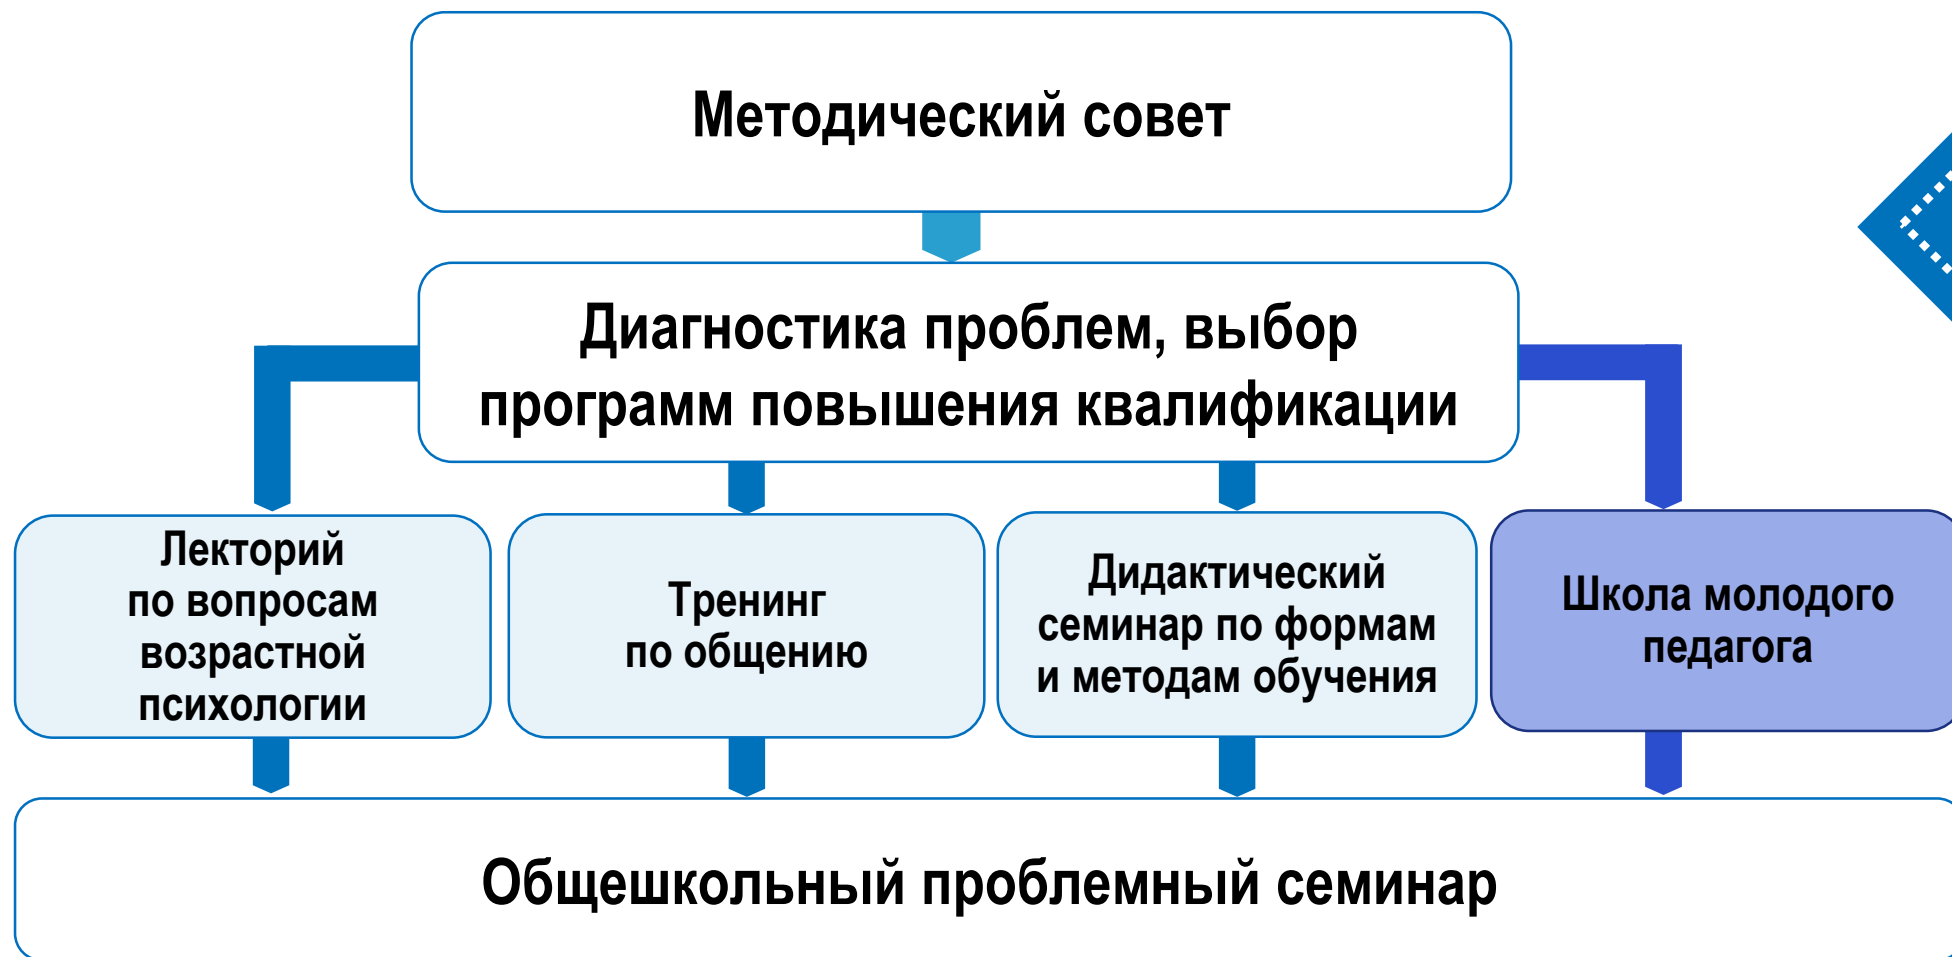 Методический совет
Диагностика проблем, выбор
программ повышения квалификации
Лекторий
по вопросам
возрастной
психологии
Тренинг
по общению
Дидактический
семинар по формам
и методам обучения
Школа молодого
педагога
Общешкольный проблемный семинар